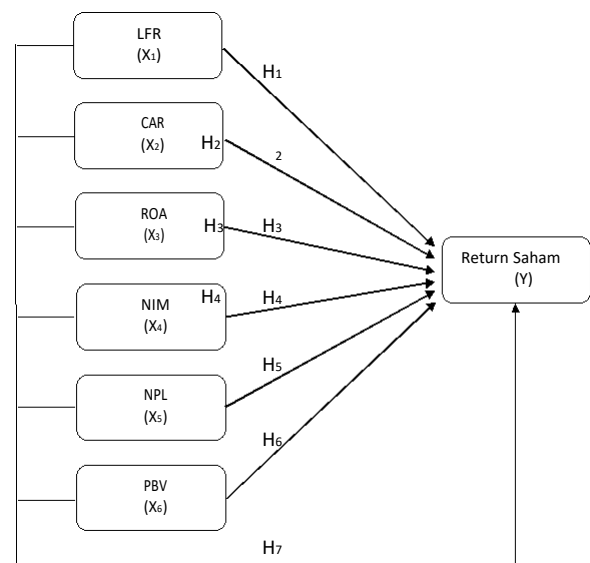 LFR
(X₁)
H₁
CAR
(X₂)
H₂
2
ROA
(X₃)
H₃
H₃
Return Saham
(Y)
NIM
(X₄)
H₄
H₄
NPL
(X₅)
H₅
PBV
(X₆)
H₆
H₇